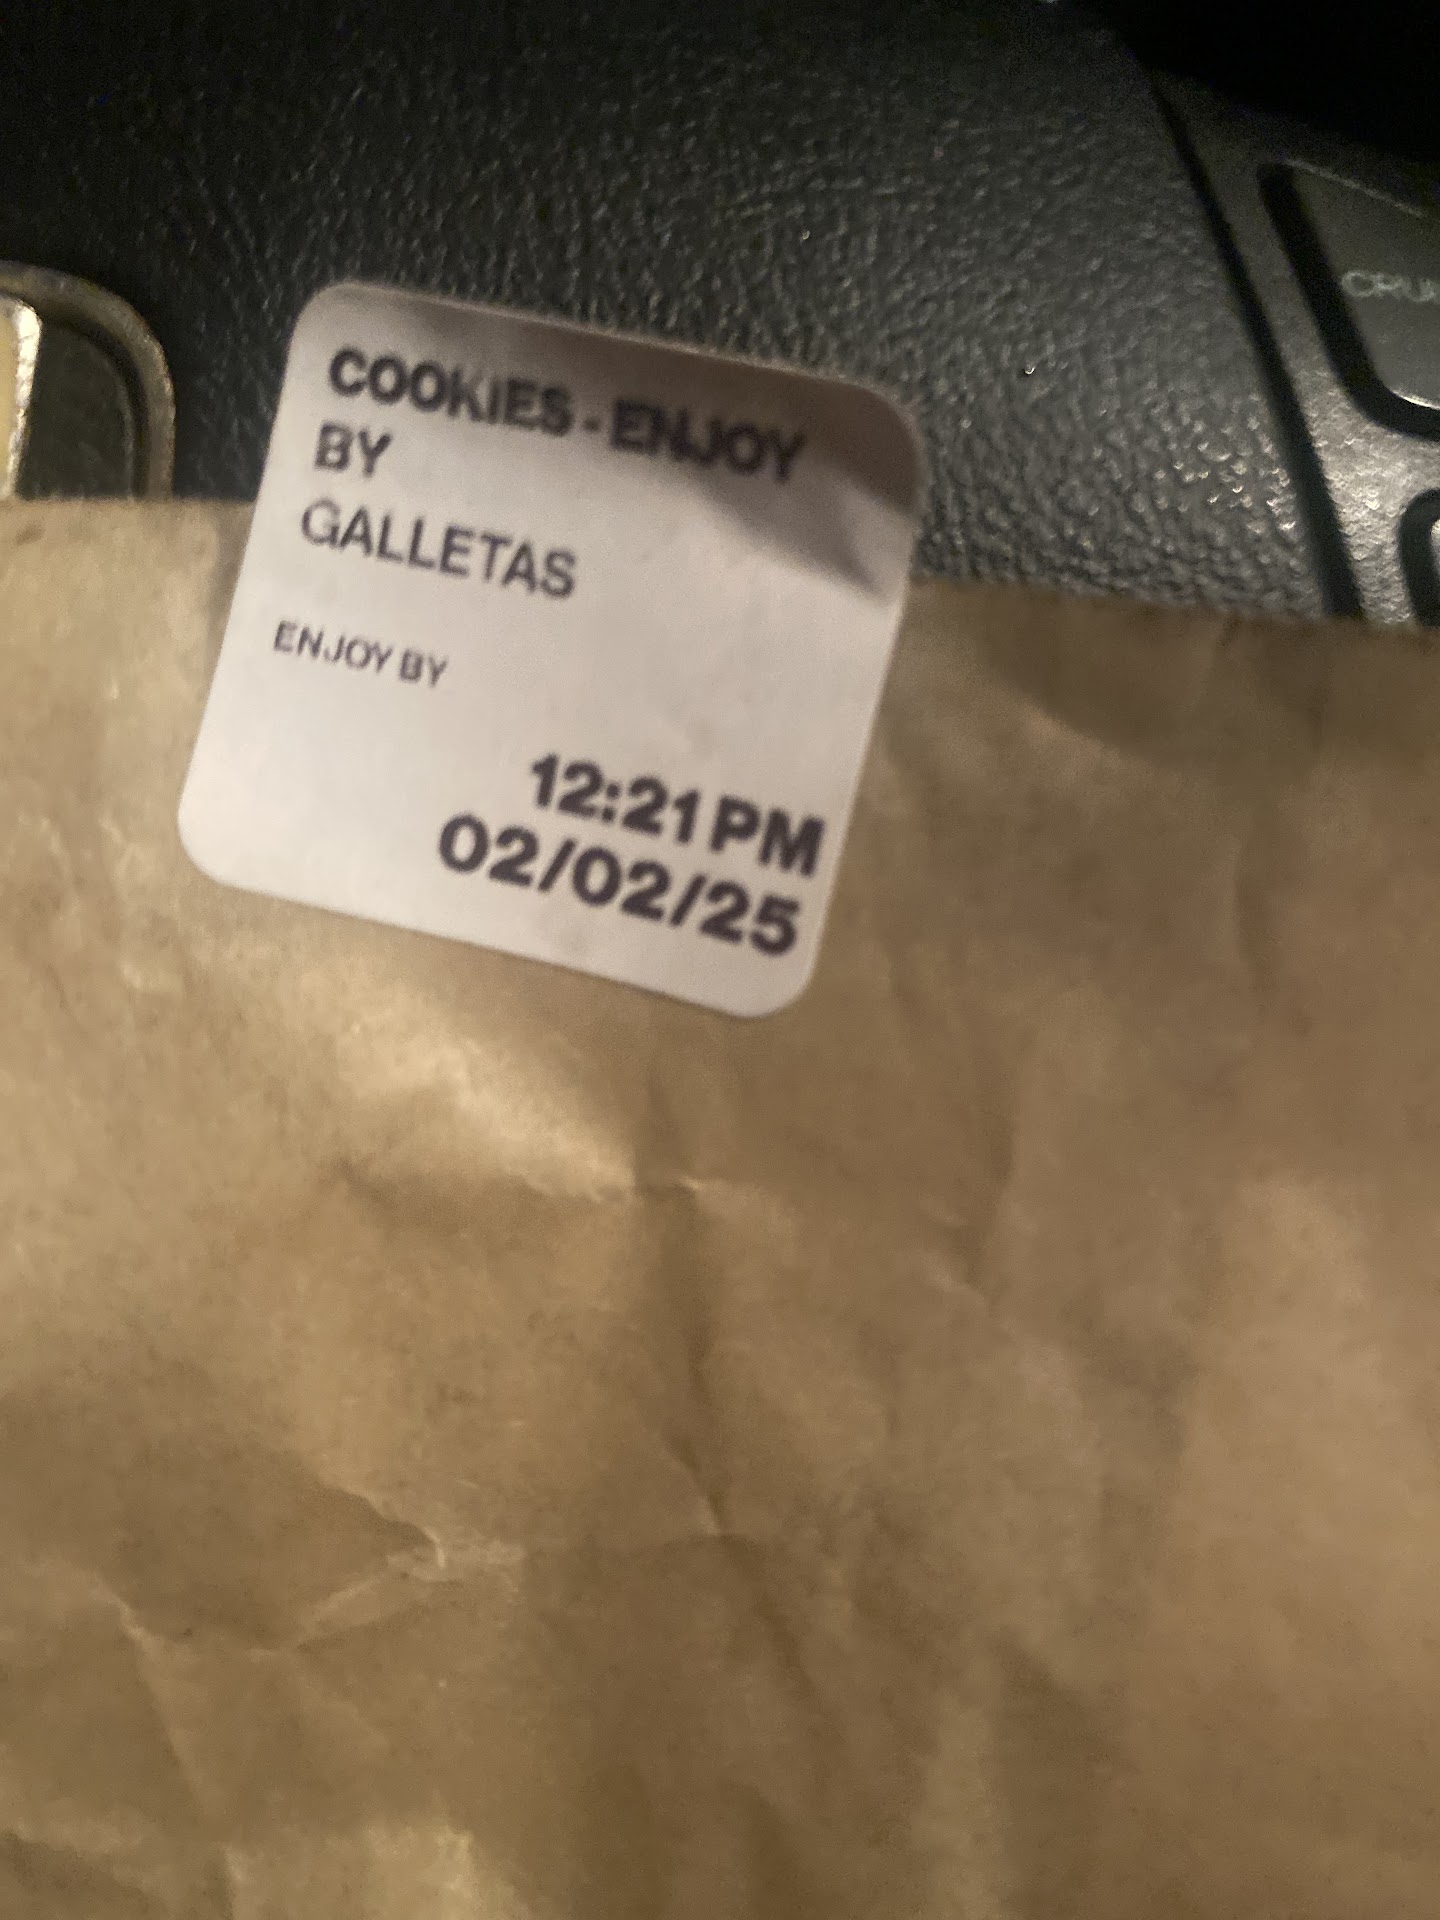 COOKIES - ENJOY
BY
GALLETAS
ENJOY BY
12:21 PM
02/02/25